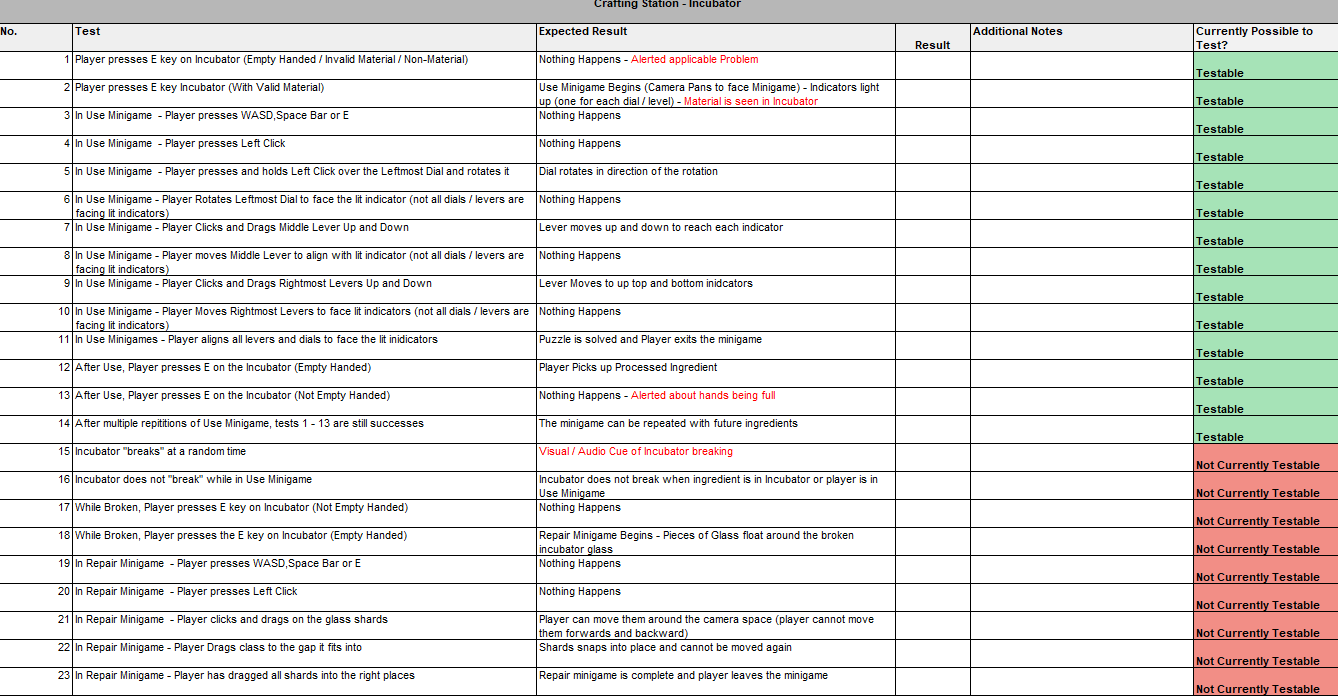 Crafting Station - Incubator
No. Test Expected Result Result Additional Notes Currently Possible to
Test?
1 Player presses E key on Incubator (Empty Handed / Invalid Material / Non-Material) Nothing Happens - Alerted applicable Problem Testable
2 Player presses E key Incubator (With Valid Material) Use Minigame Begins (Camera Pans to face Minigame) - Indicators light
up (one for each dial / level) - Material is seen in Incubator Testable
3 In Use Minigame - Player presses WASD,Space Bar or E Nothing Happens Testable
4 In Use Minigame - Player presses Left Click Nothing Happens Testable
5 In Use Minigame - Player presses and holds Left Click over the Leftmost Dial and rotates it Dial rotates in direction of the rotation Testable
6 In Use Minigame - Player Rotates Leftmost Dial to face the lit indicator (not all dials / levers are Nothing Happens
facing lit indicators) Testable
7 In Use Minigame - Player Clicks and Drags Middle Lever Up and Down Lever moves up and down to reach each indicator Testable
8 In Use Minigame - Player moves Middle Lever to align with lit indicator (not all dials / levers are Nothing Happens
facing lit indicators) Testable
9 In Use Minigame - Player Clicks and Drags Rightmost Levers Up and Down Lever Moves to up top and bottom inidcators Testable
10 In Use Minigame - Player Moves Rightmost Levers to face lit indicators (not all dials / levers are Nothing Happens
facing lit indicators) Testable
11 In Use Minigames - Player aligns all levers and dials to face the lit inidicators Puzzle is solved and Player exits the minigame Testable
12 After Use, Player presses E on the Incubator (Empty Handed) Player Picks up Processed Ingredient Testable
13 After Use, Player presses E on the Incubator (Not Empty Handed) Nothing Happens - Alerted about hands being full Testable
14 After multiple repititions of Use Minigame, tests 1 - 13 are still successes The minigame can be repeated with future ingredients Testable
15 Incubator "breaks" at a random time Visual / Audio Cue of Incubator breaking Not Currently Testable
16 Incubator does not "break" while in Use Minigame Incubator does not break when ingredient is in Incubator or player is in
Use Minigame Not Currently Testable
17 While Broken, Player presses E key on Incubator (Not Empty Handed) Nothing Happens Not Currently Testable
18 While Broken, Player presses the E key on Incubator (Empty Handed) Repair Minigame Begins - Pieces of Glass float around the broken
incubator glass Not Currently Testable
19 In Repair Minigame - Player presses WASD,Space Bar or E Nothing Happens Not Currently Testable
20 In Repair Minigame - Player presses Left Click Nothing Happens Not Currently Testable
21 In Repair Minigame - Player clicks and drags on the glass shards Player can move them around the camera space (player cannot move
them forwards and backward) Not Currently Testable
22 In Repair Minigame - Player Drags class to the gap it fits into Shards snaps into place and cannot be moved again Not Currently Testable
23 In Repair Minigame - Player has dragged all shards into the right places Repair minigame is complete and player leaves the minigame Not Currently Testable